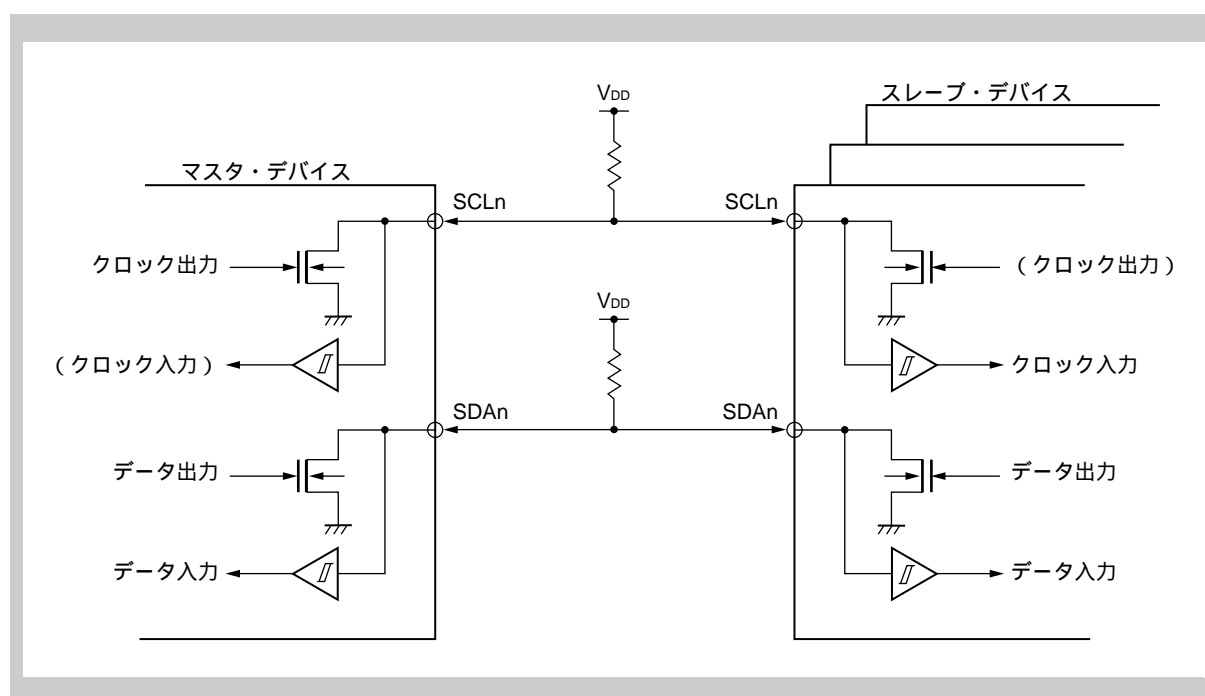 VDD
スレーブ・デバイス
マスタ・デバイス
SCLn
SCLn
クロック出力
(クロック出力)
VDD
(クロック入力)
クロック入力
SDAn
SDAn
データ出力
データ出力
データ入力
データ入力